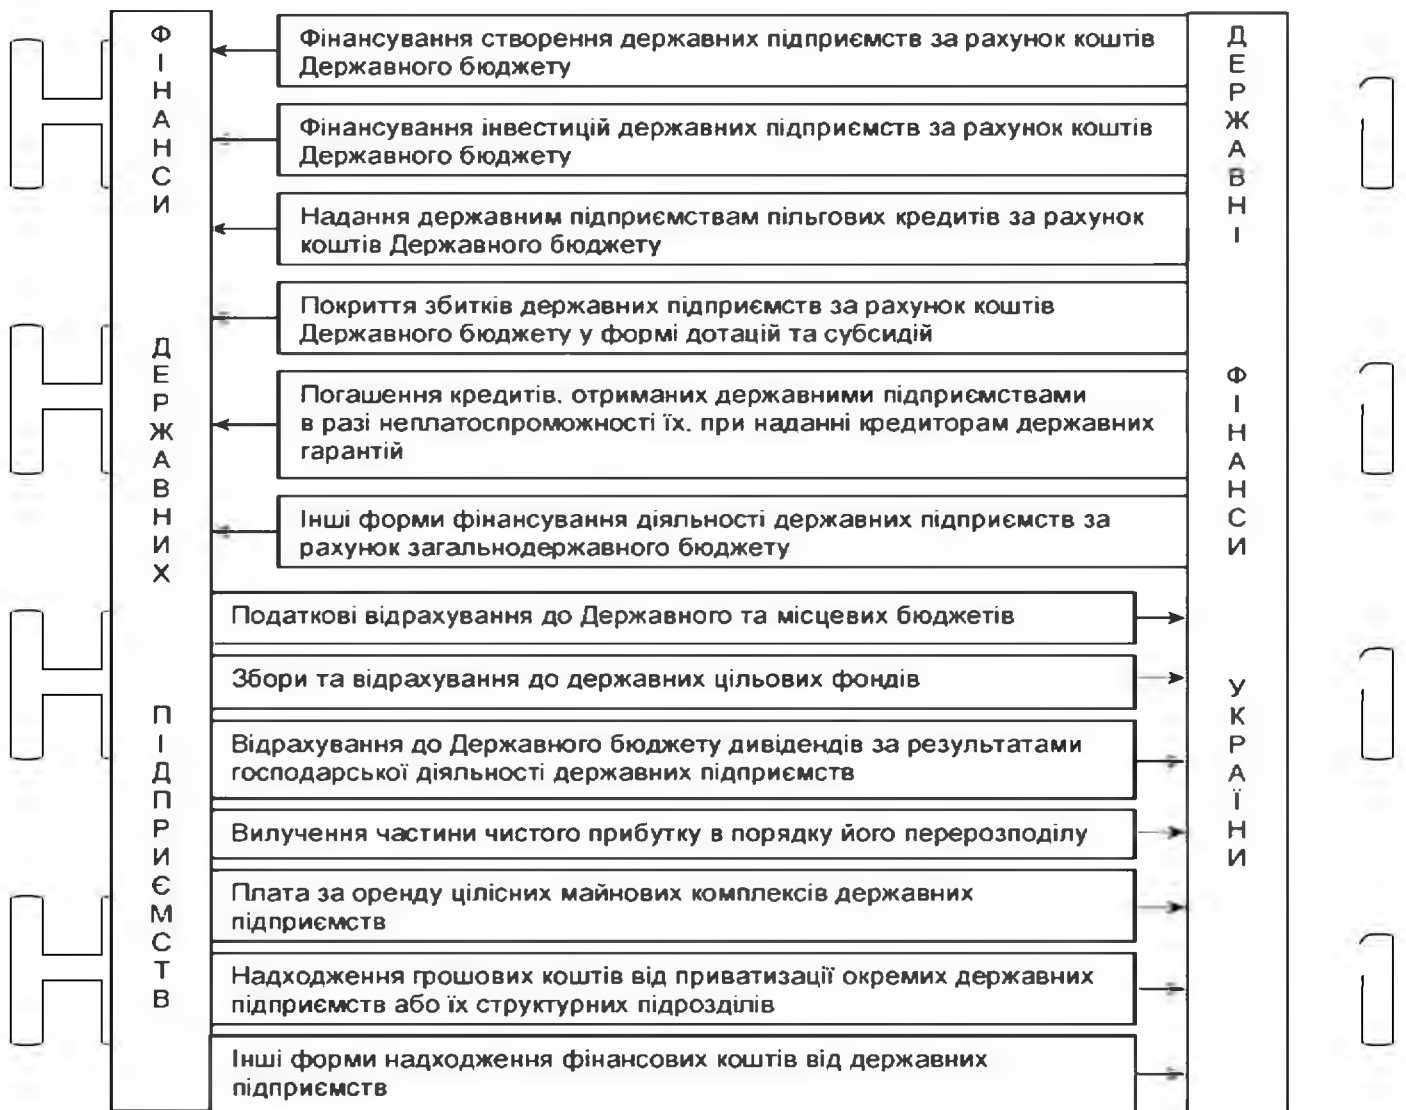 ФІНАНСИ ДЕРЖАВНИХ ПІДПРИЄМСТВ
Фінансування створення державних підприємств за рахунок коштів
Державного бюджету
Фінансування інвестицій державних підприємств за рахунок коштів
Державного бюджету
Надання державним підприємствам пільгових кредитів за рахунок
коштів Державного бюджету
Покриття збитків державних підприємств за рахунок коштів
Державного бюджету у формі дотацій та субсидій
Погашення кредитів. отриманих державними підприємствами
в разі неплатоспроможності їх. при наданні кредиторам державних
гарантій
Інші форми фінансування діяльності державних підприємств за
рахунок загальнодержавного бюджету
Податкові відрахування до Державного та місцевих бюджетів
Збори та відрахування до державних цільових фондів
Відрахування до Державного бюджету дивідендів за результатами
господарської діяльності державних підприємств
Вилучення частини чистого прибутку в порядку його перерозподілу
Плата за оренду цілісних майнових комплексів державних
підприємств
Надходження грошових коштів від приватизації окремих державних
підприємств або їх структурних підрозділів
Інші форми надходження фінансових коштів від державних
підприємств
ДЕРЖАВНІ ФІНАНСИ УКРАЇНИ